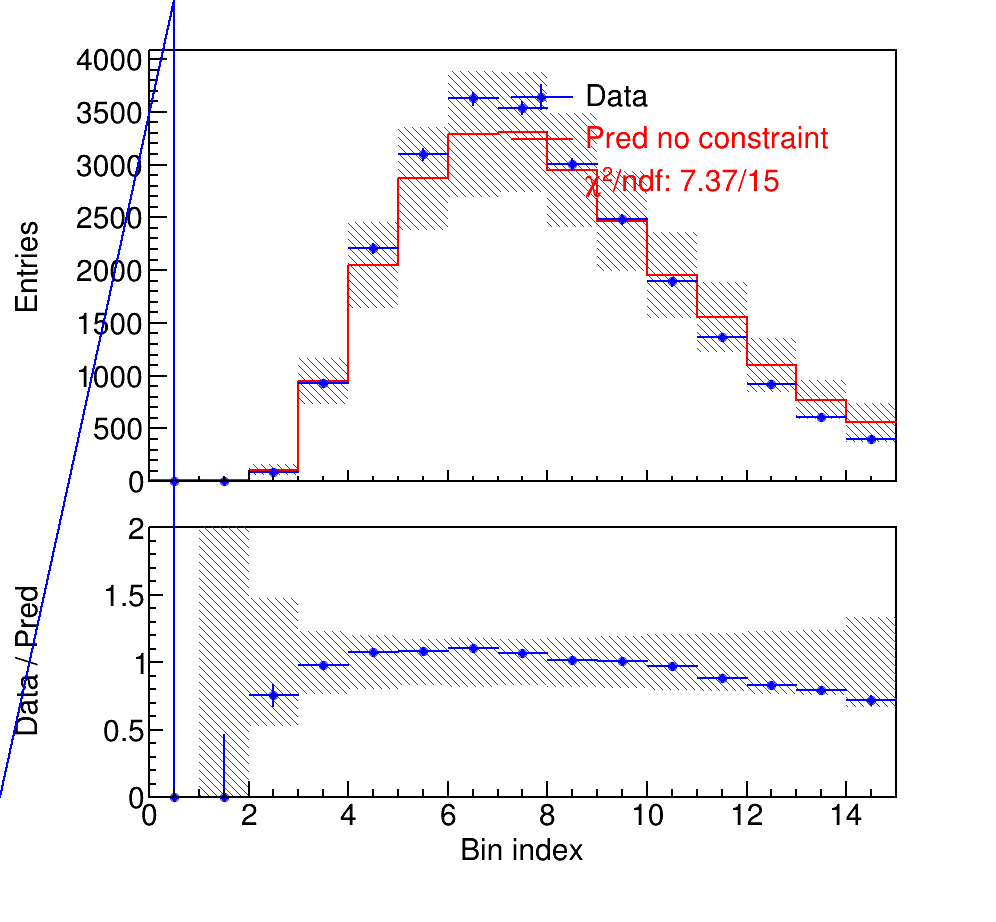 4000
3500
3000
2500
2000
1500
1000
500
0
Entries
Data
Pred no constraint
χ²/ndf: 7.37/15
2
1.5
1
0.5
0
Data / Pred
0 2 4 6 8 10 12 14
Bin index